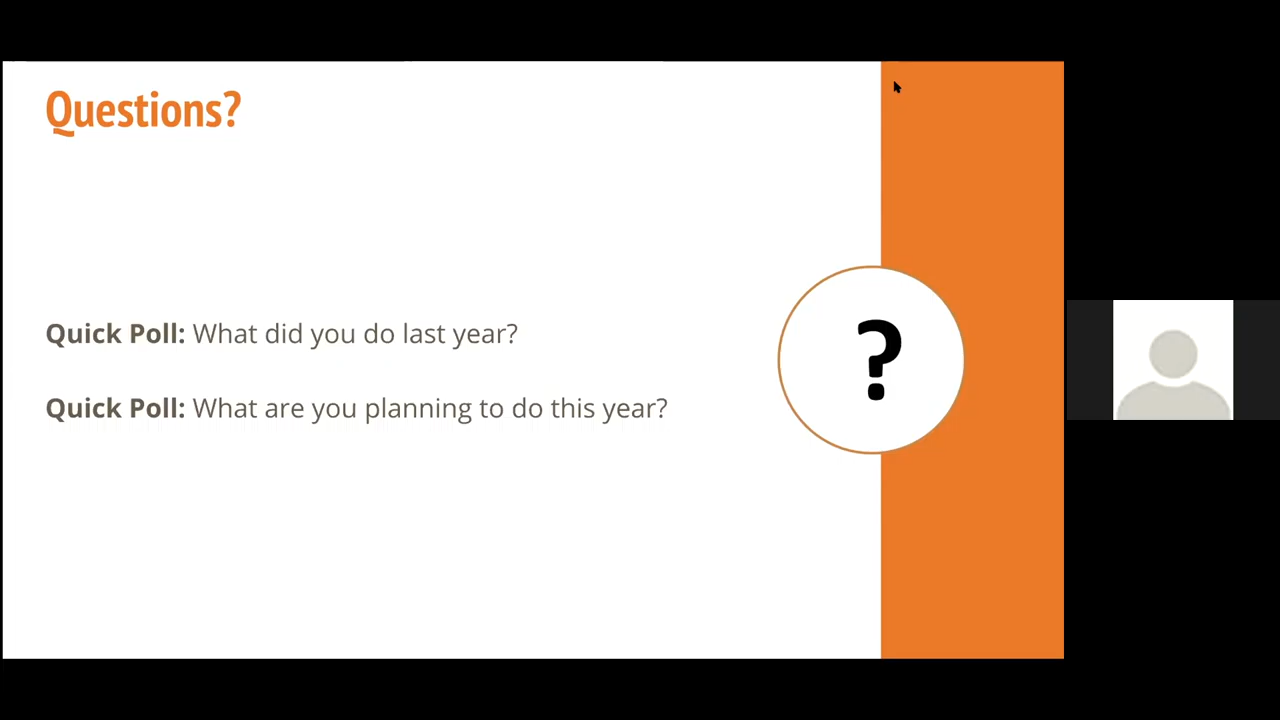 Questions?
Quick Poll: What did you do last year?
Quick Poll: What are you planning to do this year?
?